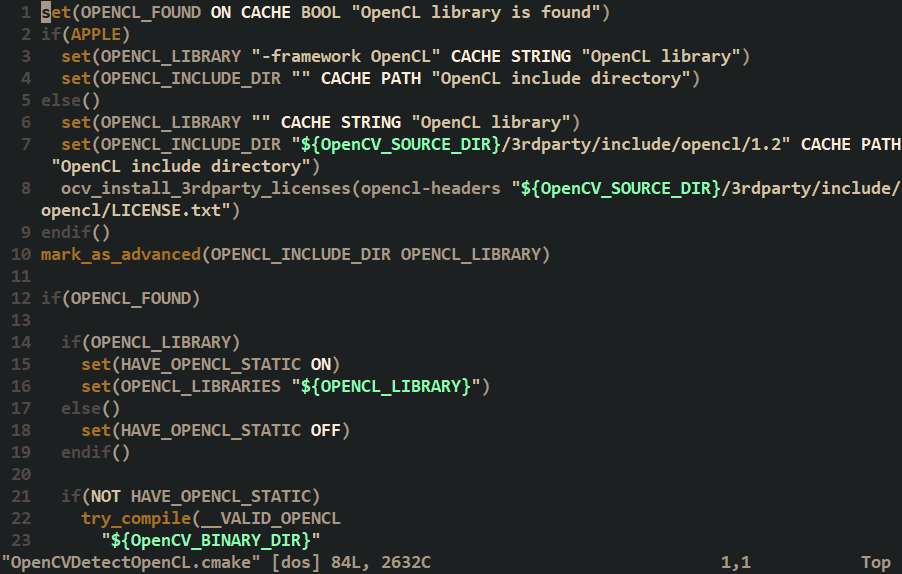 1 set(OPENCL_FOUND ON CACHE BOOL "OpenCL library is found")
2 if(APPLE)
3   set(OPENCL_LIBRARY "-framework OpenCL" CACHE STRING "OpenCL library")
4   set(OPENCL_INCLUDE_DIR "" CACHE PATH "OpenCL include directory")
5 else()
6   set(OPENCL_LIBRARY "" CACHE STRING "OpenCL library")
7   set(OPENCL_INCLUDE_DIR "${OpenCV_SOURCE_DIR}/3rdparty/include/opencl/1.2" CACHE PATH
"OpenCL include directory")
8   ocv_install_3rdparty_licenses(opencl-headers "${OpenCV_SOURCE_DIR}/3rdparty/include/
opencl/LICENSE.txt")
9 endif()
10 mark_as_advanced(OPENCL_INCLUDE_DIR OPENCL_LIBRARY)
11
12 if(OPENCL_FOUND)
13
14   if(OPENCL_LIBRARY)
15     set(HAVE_OPENCL_STATIC ON)
16     set(OPENCL_LIBRARIES "${OPENCL_LIBRARY}")
17   else()
18     set(HAVE_OPENCL_STATIC OFF)
19   endif()
20
21   if(NOT HAVE_OPENCL_STATIC)
22     try_compile(__VALID_OPENCL
23       "${OpenCV_BINARY_DIR}"
"OpenCVDetectOpenCL.cmake" [dos] 84L, 2632C 1,1 Top